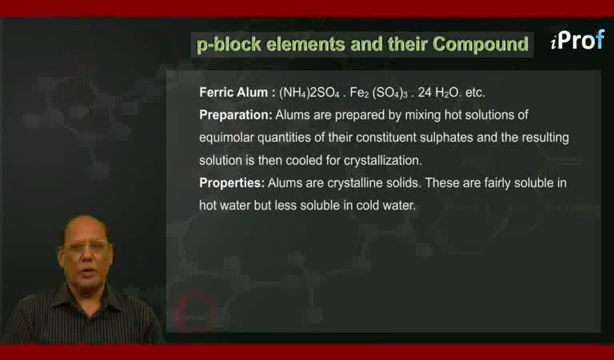 p-block elements and their Compound
iProf
Ferric Alum : (NH₄)2SO₄ . Fe₂ (SO₄)₃ . 24 H₂O. etc.
Preparation: Alums are prepared by mixing hot solutions of
equimolar quantities of their constituent sulphates and the resulting
solution is then cooled for crystallization.
Properties: Alums are crystalline solids. These are fairly soluble in
hot water but less soluble in cold water.